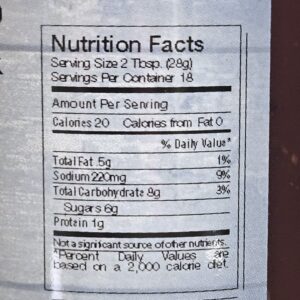 Nutrition Facts
Serving Size 2 Tbsp. (28g)
Servings Per Container 18
Amount Per Serving
Calories 20 Calories from Fat 0
% Daily Value*
Total Fat .5g 1%
Sodium 220mg 9%
Total Carbohydrate 8g 3%
Sugars 6g
Protein 1g
Not a significant source of other nutrients.
*Percent Daily Values are
based on a 2,000 calorie diet.